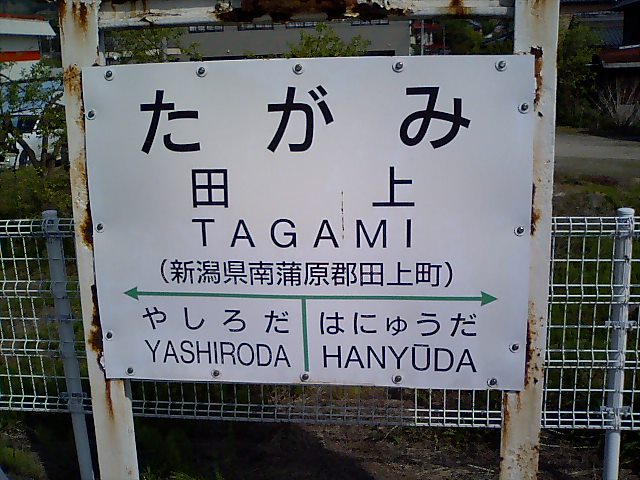 たがみ
田上
TAGAMI
(新潟県南蒲原郡田上町)
やしろだ はにゅうだ
YASHIRODA HANYŪDA